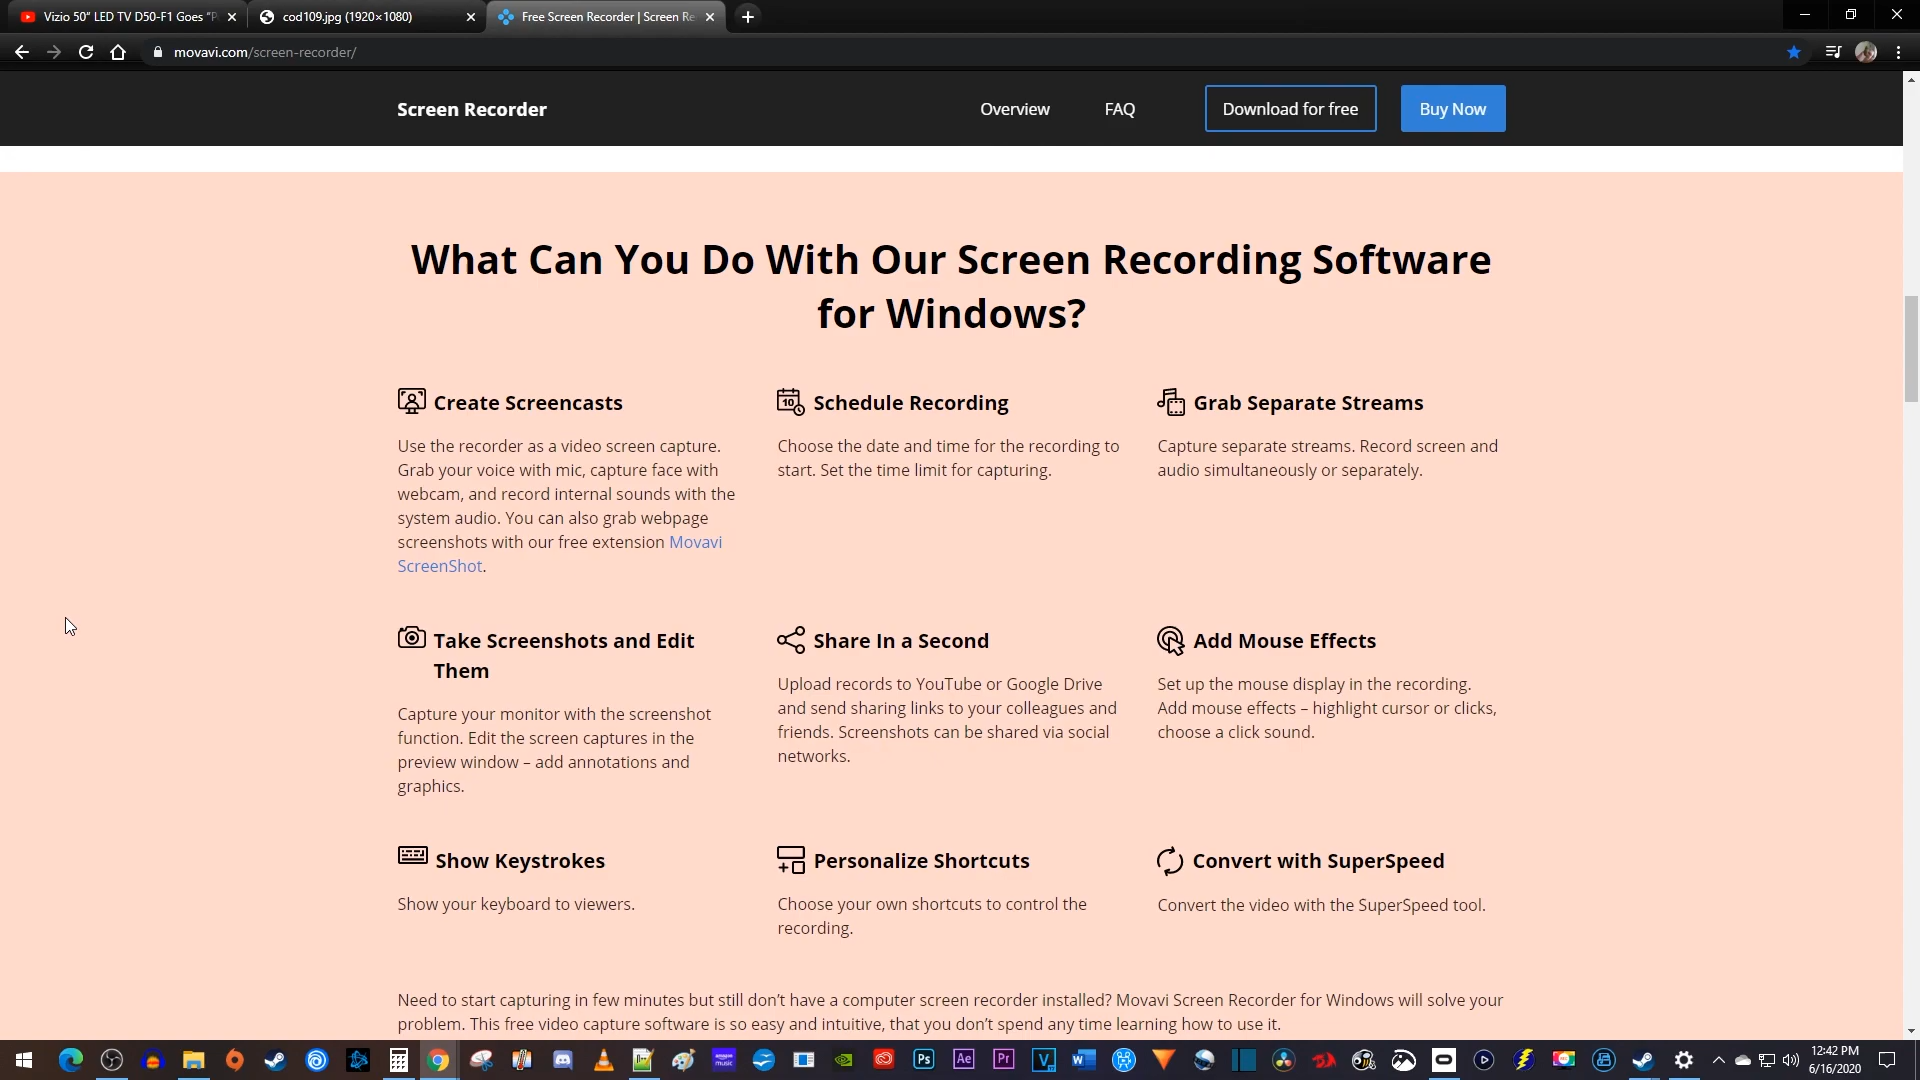 Vizio 50" LED TV D50-F1 Goes "P
cod109.jpg (1920×1080)
Free Screen Recorder | Screen Re
movavi.com/screen-recorder/
Screen Recorder
Overview
FAQ
Download for free
Buy Now
What Can You Do With Our Screen Recording Software
for Windows?
Create Screencasts
Use the recorder as a video screen capture.
Grab your voice with mic, capture face with
webcam, and record internal sounds with the
system audio. You can also grab webpage
screenshots with our free extension Movavi
ScreenShot.
10
Schedule Recording
Choose the date and time for the recording to
start. Set the time limit for capturing.
Grab Separate Streams
Capture separate streams. Record screen and
audio simultaneously or separately.
Take Screenshots and Edit
Them
Capture your monitor with the screenshot
function. Edit the screen captures in the
preview window – add annotations and
graphics.
Share In a Second
Upload records to YouTube or Google Drive
and send sharing links to your colleagues and
friends. Screenshots can be shared via social
networks.
Add Mouse Effects
Set up the mouse display in the recording.
Add mouse effects – highlight cursor or clicks,
choose a click sound.
Show Keystrokes
Show your keyboard to viewers.
Personalize Shortcuts
Choose your own shortcuts to control the
recording.
Convert with SuperSpeed
Convert the video with the SuperSpeed tool.
Need to start capturing in few minutes but still don't have a computer screen recorder installed? Movavi Screen Recorder for Windows will solve your
problem. This free video capture software is so easy and intuitive, that you don't spend any time learning how to use it.
Ps
Ae
Pr
V
W
12:42 PM
6/16/2020